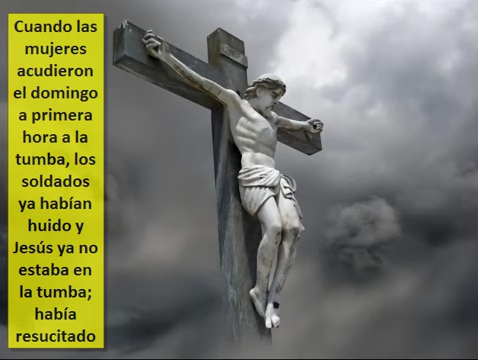 Cuando las
mujeres
acudieron
el domingo
a primera
hora a la
tumba, los
soldados
ya habían
huido y
Jesús ya no
estaba en
la tumba;
había
resucitado